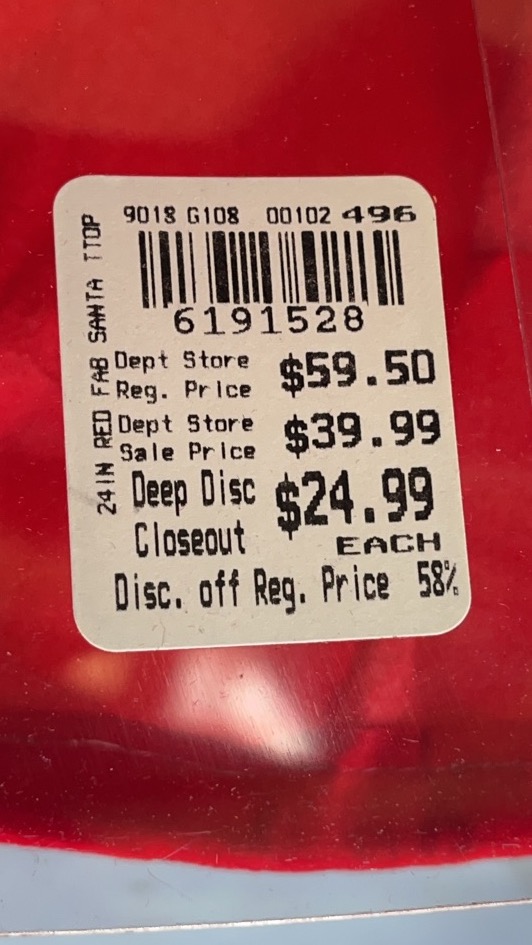 9018 G108 00102 496
6191528
24IN RED FAB SANTA TTOP
Dept Store
Reg. Price $59.50
Dept Store
Sale Price $39.99
Deep Disc
Closeout $24.99
EACH
Disc. off Reg. Price 58%